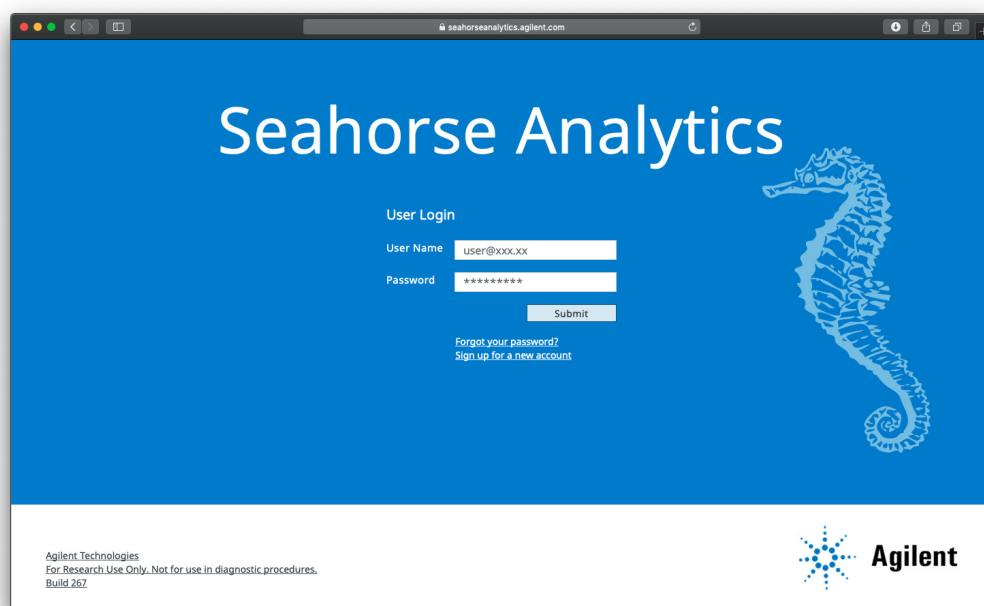 seahorseanalytics.agilent.com
Seahorse Analytics
User Login
User Name user@xxx.xx
Password *********
Submit
Forgot your password?
Sign up for a new account
Agilent Technologies
For Research Use Only. Not for use in diagnostic procedures.
Build 267
Agilent